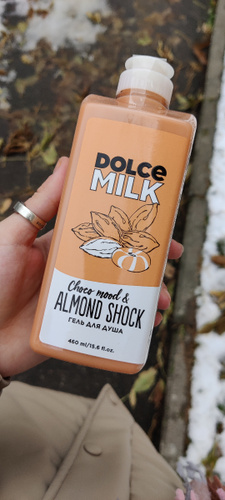 DOLCE
MILK
Choco mood &
ALMOND SHOCK
ГЕЛЬ ДЛЯ ДУША
460 ml/15.6 fl.oz.